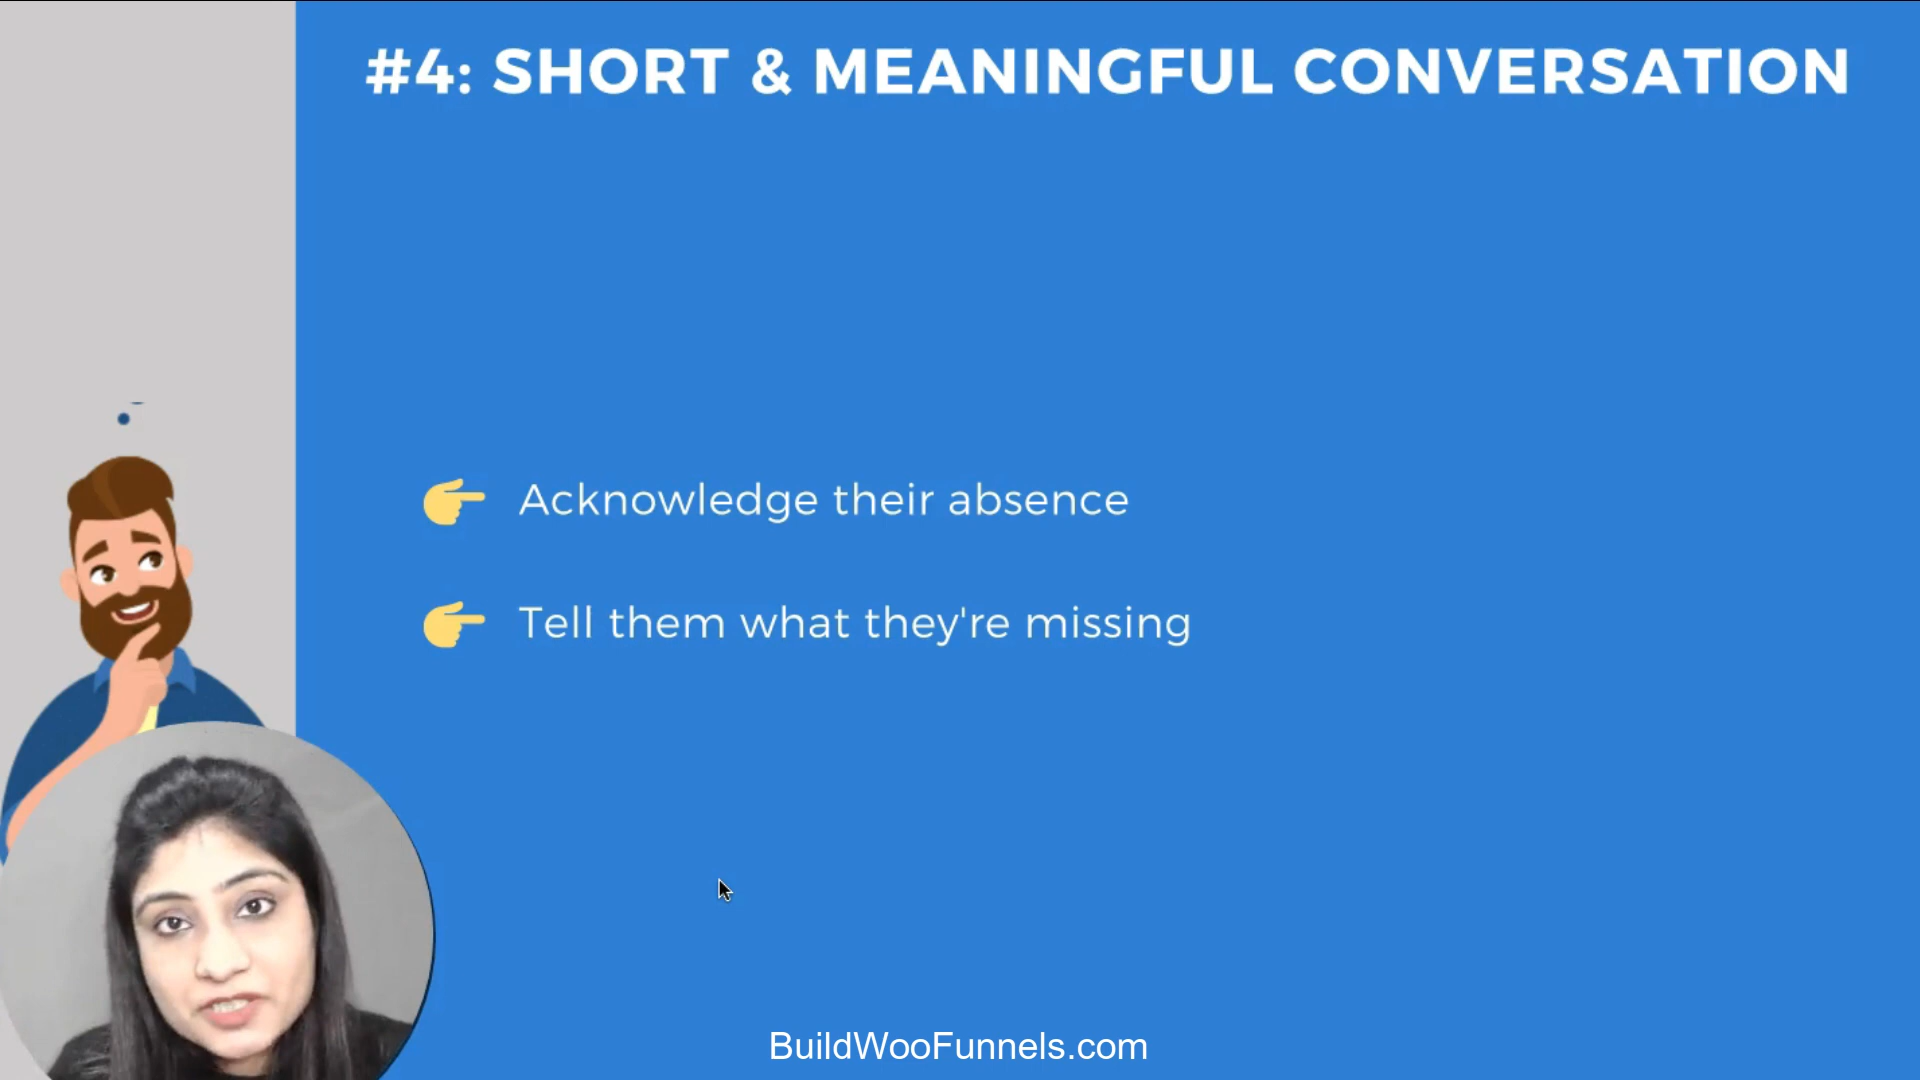 #4: SHORT & MEANINGFUL CONVERSATION
Acknowledge their absence
Tell them what they're missing
BuildWooFunnels.com